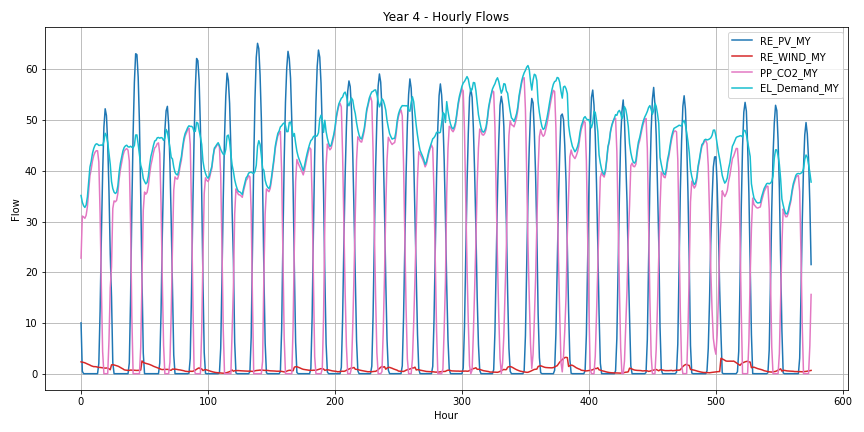 Year 4 - Hourly Flows
RE_PV_MY
RE_WIND_MY
PP_CO2_MY
EL_Demand_MY
60
50
40
30
20
10
0
Flow
0 100 200 300 400 500 600
Hour